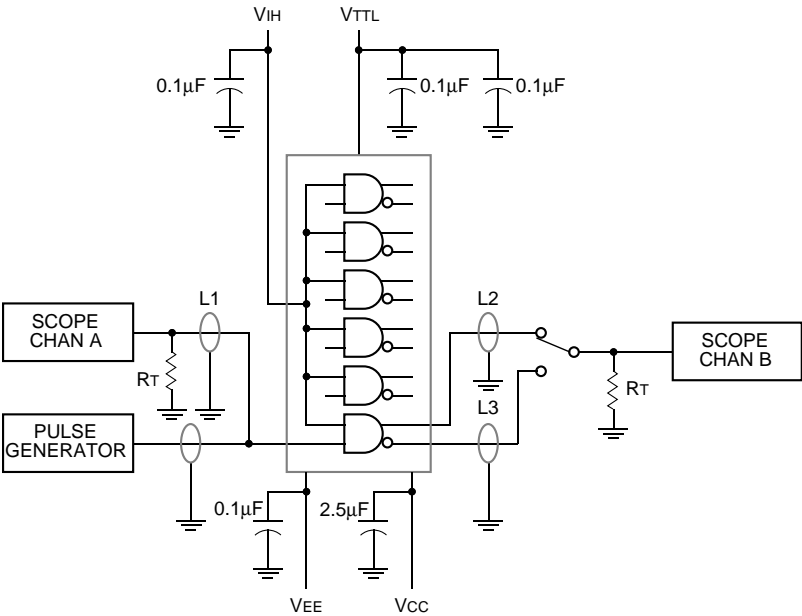 VIH
VTTL
0.1µF
0.1µF
0.1µF
L1
L2
SCOPE
CHAN A
SCOPE
CHAN B
RT
RT
L3
PULSE
GENERATOR
0.1µF
2.5µF
VEE
VCC